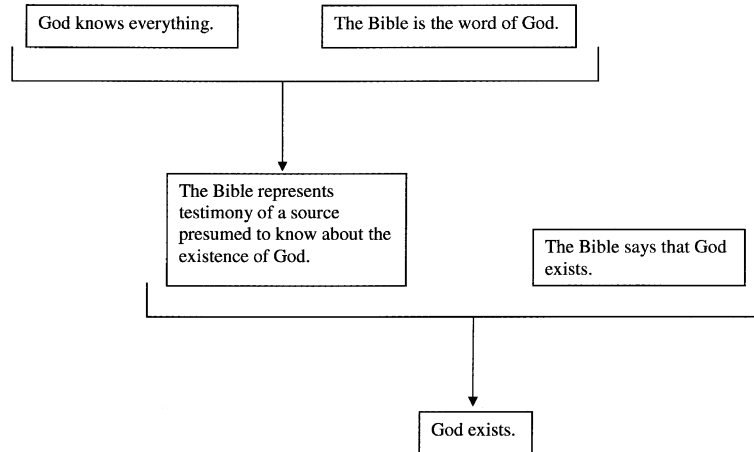 God knows everything.
The Bible is the word of God.
The Bible represents
testimony of a source
presumed to know about the
existence of God.
The Bible says that God
exists.
God exists.